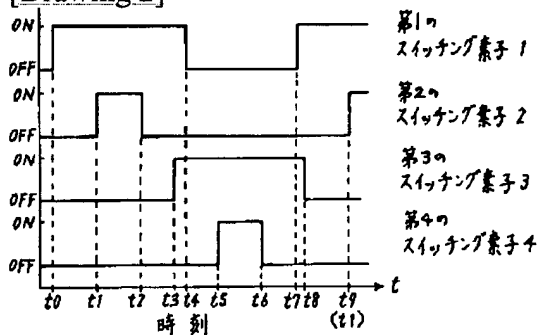 [Drawing 2]
ON
OFF
第1の
スイッチング素子 1
ON
OFF
第2の
スイッチング素子 2
ON
OFF
第3の
スイッチング素子 3
ON
OFF
第4の
スイッチング素子 4
t0 t1 t2 t3 t4 t5 t6 t7 t8 t9 t
(t1)
時 刻